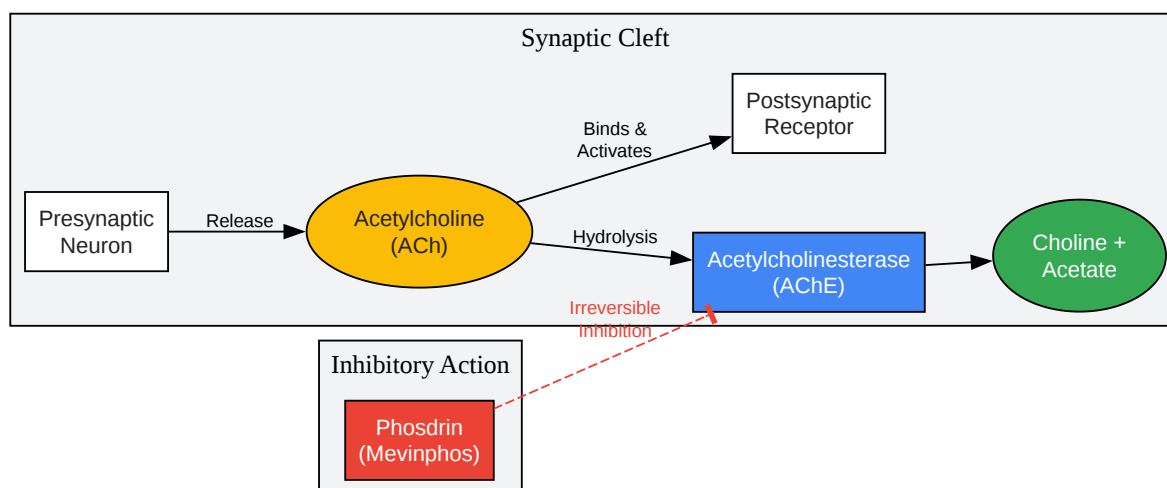 Synaptic Cleft
Postsynaptic
Receptor
Binds &
Activates
Presynaptic
Neuron
Release
Acetylcholine
(ACh)
Hydrolysis
Acetylcholinesterase
(AChE)
Choline +
Acetate
Irreversible
Inhibition
Inhibitory Action
Phosdrin
(Mevinphos)